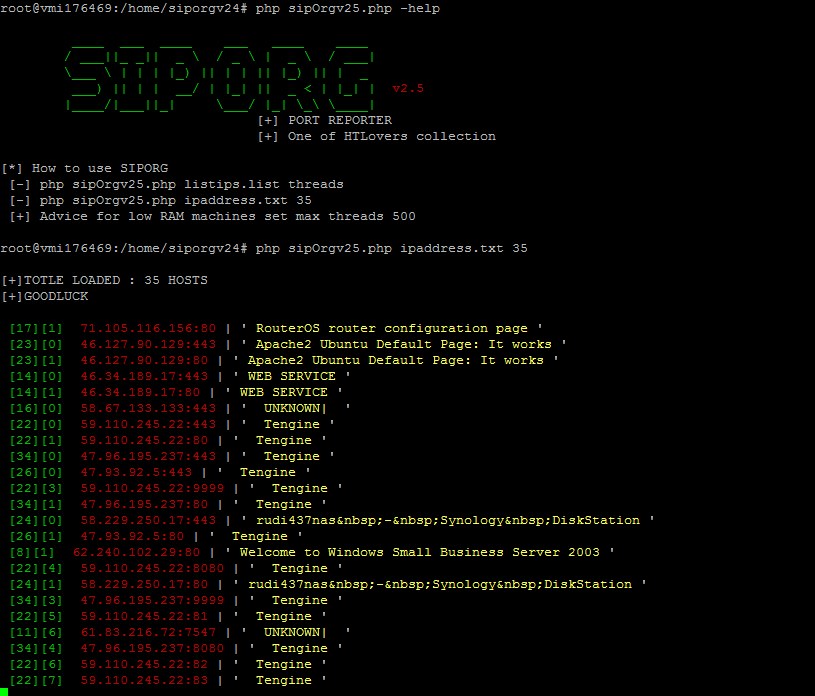 root@vmi176469:/home/siporgv24# php sipOrgv25.php -help
SIPORG v2.5
[+] PORT REPORTER
[+] One of HTLovers collection
[*] How to use SIPORG
[-] php sipOrgv25.php listips.list threads
[-] php sipOrgv25.php ipaddress.txt 35
[+] Advice for low RAM machines set max threads 500
root@vmi176469:/home/siporgv24# php sipOrgv25.php ipaddress.txt 35
[+]TOTLE LOADED : 35 HOSTS
[+]GOODLUCK
[17][1] 71.105.116.156:80 | ' RouterOS router configuration page '
[23][0] 46.127.90.129:443 | ' Apache2 Ubuntu Default Page: It works '
[23][1] 46.127.90.129:80 | ' Apache2 Ubuntu Default Page: It works '
[14][0] 46.34.189.17:443 | ' WEB SERVICE '
[14][1] 46.34.189.17:80 | ' WEB SERVICE '
[16][0] 58.67.133.133:443 | ' UNKNOWN| '
[22][0] 59.110.245.22:443 | ' Tengine '
[22][1] 59.110.245.22:80 | ' Tengine '
[34][0] 47.96.195.237:443 | ' Tengine '
[26][0] 47.93.92.5:443 | ' Tengine '
[22][3] 59.110.245.22:9999 | ' Tengine '
[34][1] 47.96.195.237:80 | ' Tengine '
[24][0] 58.229.250.17:443 | ' rudi437nas&nbsp;-&nbsp;Synology&nbsp;DiskStation '
[26][1] 47.93.92.5:80 | ' Tengine '
[8][1] 62.240.102.29:80 | ' Welcome to Windows Small Business Server 2003 '
[22][4] 59.110.245.22:8080 | ' Tengine '
[24][1] 58.229.250.17:80 | ' rudi437nas&nbsp;-&nbsp;Synology&nbsp;DiskStation '
[34][3] 47.96.195.237:9999 | ' Tengine '
[22][5] 59.110.245.22:81 | ' Tengine '
[11][6] 61.83.216.72:7547 | ' UNKNOWN| '
[34][4] 47.96.195.237:8080 | ' Tengine '
[22][6] 59.110.245.22:82 | ' Tengine '
[22][7] 59.110.245.22:83 | ' Tengine '